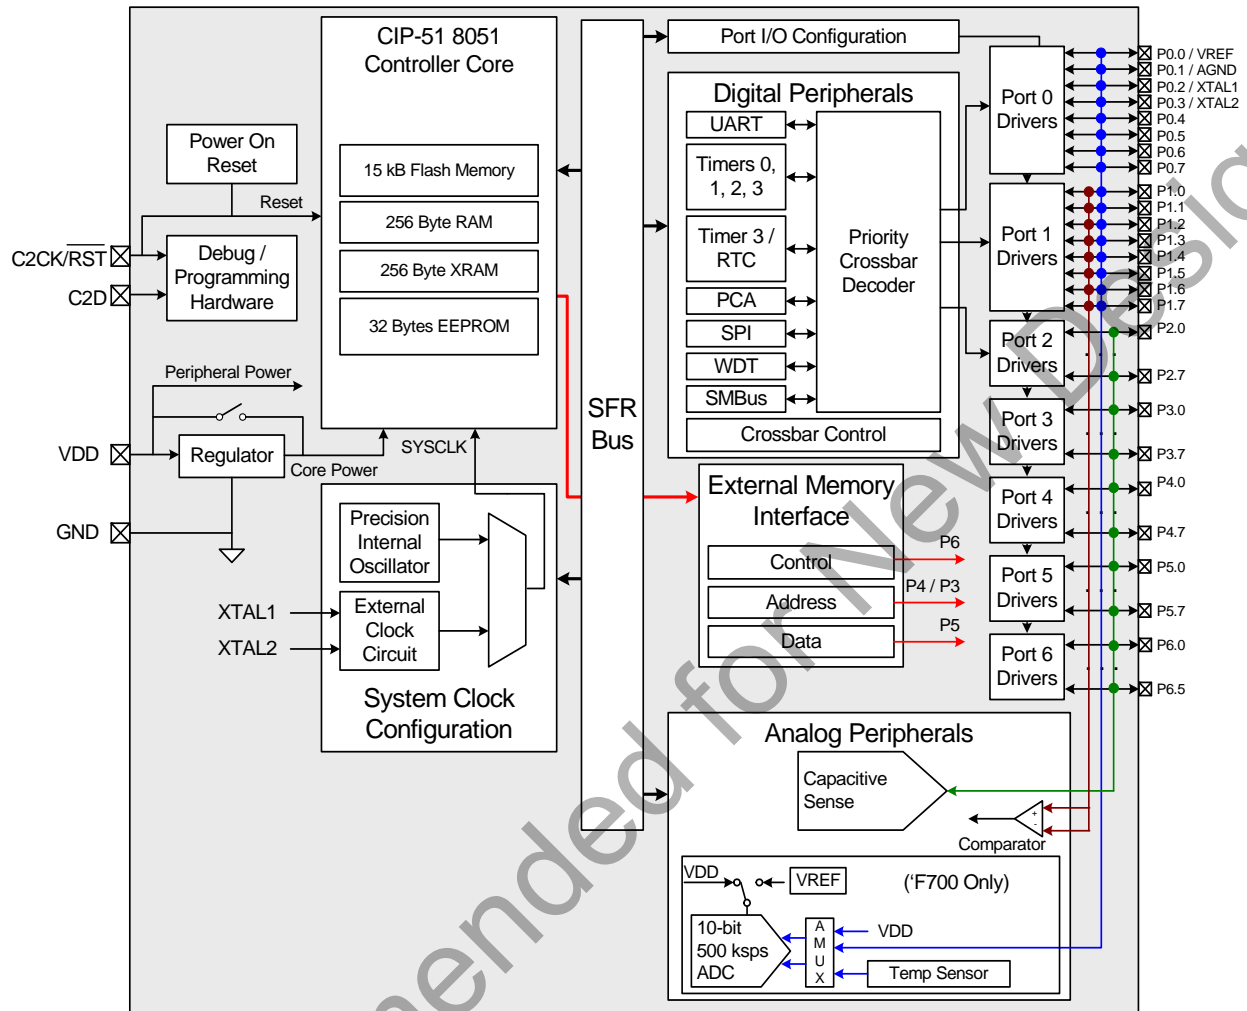 CIP-51 8051
Controller Core
15 kB Flash Memory
256 Byte RAM
256 Byte XRAM
32 Bytes EEPROM
Power On
Reset
Reset
C2CK/RST
Debug /
Programming
Hardware
C2D
Peripheral Power
VDD
Regulator
Core Power
SYSCLK
GND
Precision
Internal
Oscillator
XTAL1
XTAL2
External
Clock
Circuit
System Clock
Configuration
SFR
Bus
Port I/O Configuration
Digital Peripherals
UART
Timers 0,
1, 2, 3
Timer 3 /
RTC
PCA
SPI
WDT
SMBus
Priority
Crossbar
Decoder
Crossbar Control
External Memory
Interface
Control
P6
Address
P4 / P3
Data
P5
Port 0
Drivers
Port 1
Drivers
Port 2
Drivers
Port 3
Drivers
Port 4
Drivers
Port 5
Drivers
Port 6
Drivers
P0.0 / VREF
P0.1 / AGND
P0.2 / XTAL1
P0.3 / XTAL2
P0.4
P0.5
P0.6
P0.7
P1.0
P1.1
P1.2
P1.3
P1.4
P1.5
P1.6
P1.7
P2.0
P2.7
P3.0
P3.7
P4.0
P4.7
P5.0
P5.7
P6.0
P6.5
Analog Peripherals
Capacitive
Sense
+
-
Comparator
VDD
VREF
('F700 Only)
10-bit
500 ksps
ADC
A
M
U
X
VDD
Temp Sensor
mended for New Desig